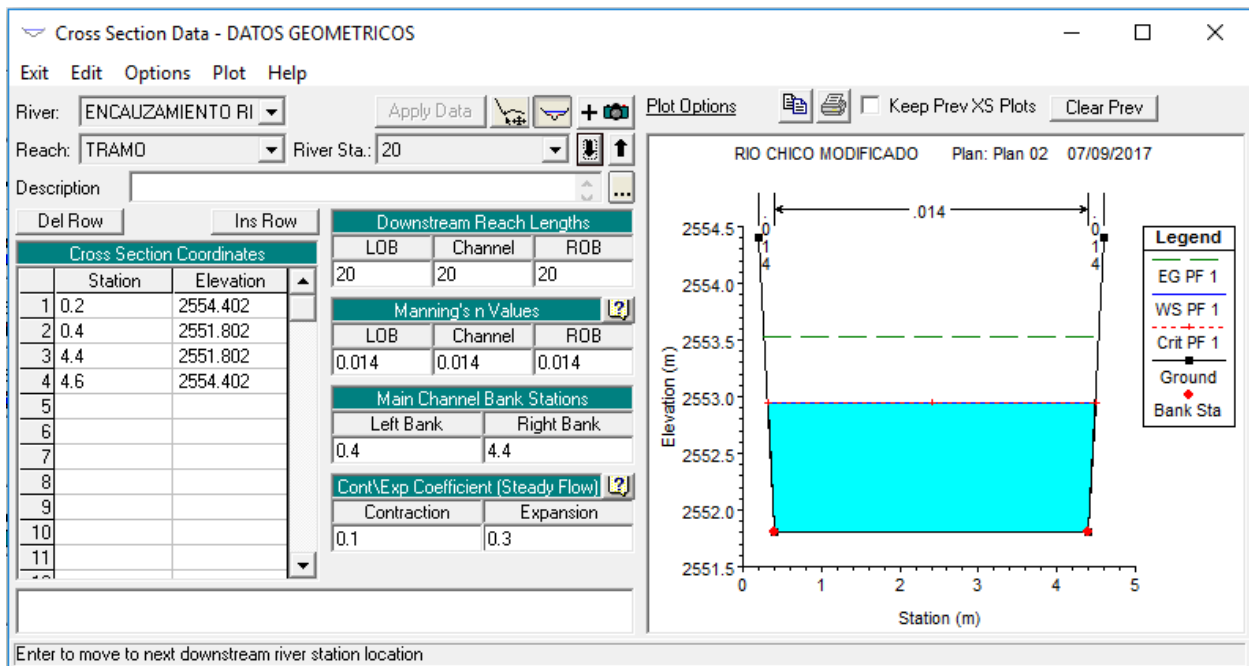 Cross Section Data - DATOS GEOMETRICOS
Exit Edit Options Plot Help
River: ENCAUZAMIENTO RI Apply Data
Reach: TRAMO River Sta.: 20
Description ...
Del Row Ins Row
Cross Section Coordinates
Station Elevation
1 0.2 2554.402
2 0.4 2551.802
3 4.4 2551.802
4 4.6 2554.402
5
6
7
8
9
10
11
Downstream Reach Lengths
LOB Channel ROB
20 20 20
Manning's n Values
LOB Channel ROB
0.014 0.014 0.014
Main Channel Bank Stations
Left Bank Right Bank
0.4 4.4
Cont\Exp Coefficient (Steady Flow)
Contraction Expansion
0.1 0.3
Plot Options Keep Prev XS Plots Clear Prev
RIO CHICO MODIFICADO Plan: Plan 02 07/09/2017
.014 .014 .014
2554.5
2554.0
2553.5
2553.0
2552.5
2552.0
2551.5
Elevation (m)
0 1 2 3 4 5
Station (m)
Legend
EG PF 1
WS PF 1
Crit PF 1
Ground
Bank Sta
Enter to move to next downstream river station location